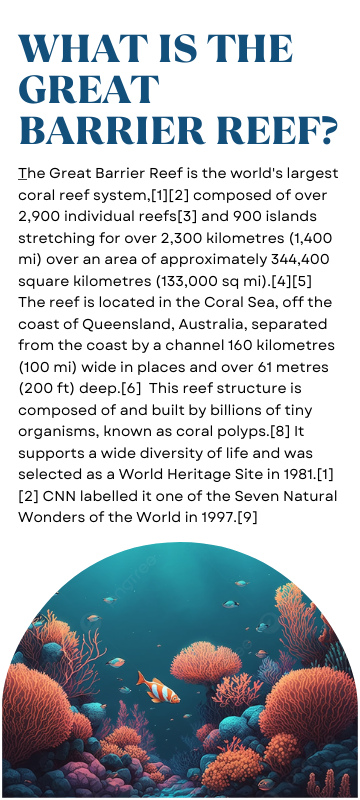 WHAT IS THE
GREAT
BARRIER REEF?
The Great Barrier Reef is the world's largest
coral reef system,[1][2] composed of over
2,900 individual reefs[3] and 900 islands
stretching for over 2,300 kilometres (1,400
mi) over an area of approximately 344,400
square kilometres (133,000 sq mi).[4][5]
The reef is located in the Coral Sea, off the
coast of Queensland, Australia, separated
from the coast by a channel 160 kilometres
(100 mi) wide in places and over 61 metres
(200 ft) deep.[6]  This reef structure is
composed of and built by billions of tiny
organisms, known as coral polyps.[8] It
supports a wide diversity of life and was
selected as a World Heritage Site in 1981.[1]
[2] CNN labelled it one of the Seven Natural
Wonders of the World in 1997.[9]